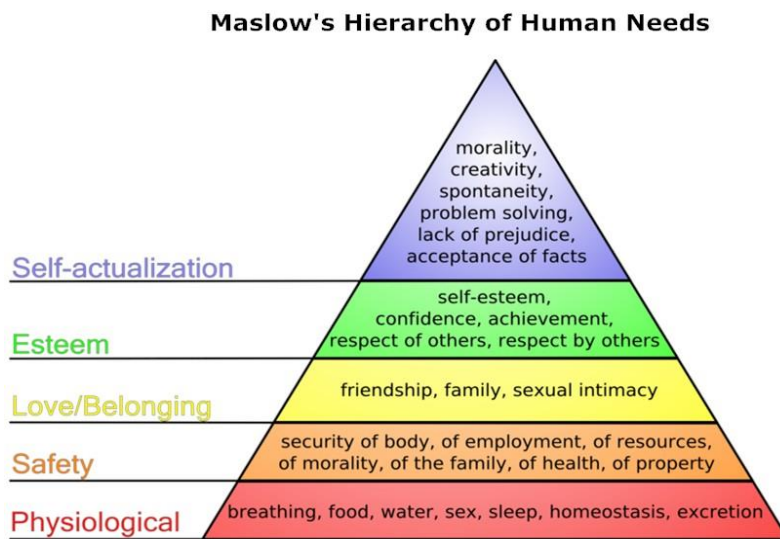 Maslow's Hierarchy of Human Needs
morality,
creativity,
spontaneity,
problem solving,
lack of prejudice,
acceptance of facts
Self-actualization
self-esteem,
confidence, achievement,
respect of others, respect by others
Esteem
friendship, family, sexual intimacy
Love/Belonging
security of body, of employment, of resources,
of morality, of the family, of health, of property
Safety
breathing, food, water, sex, sleep, homeostasis, excretion
Physiological